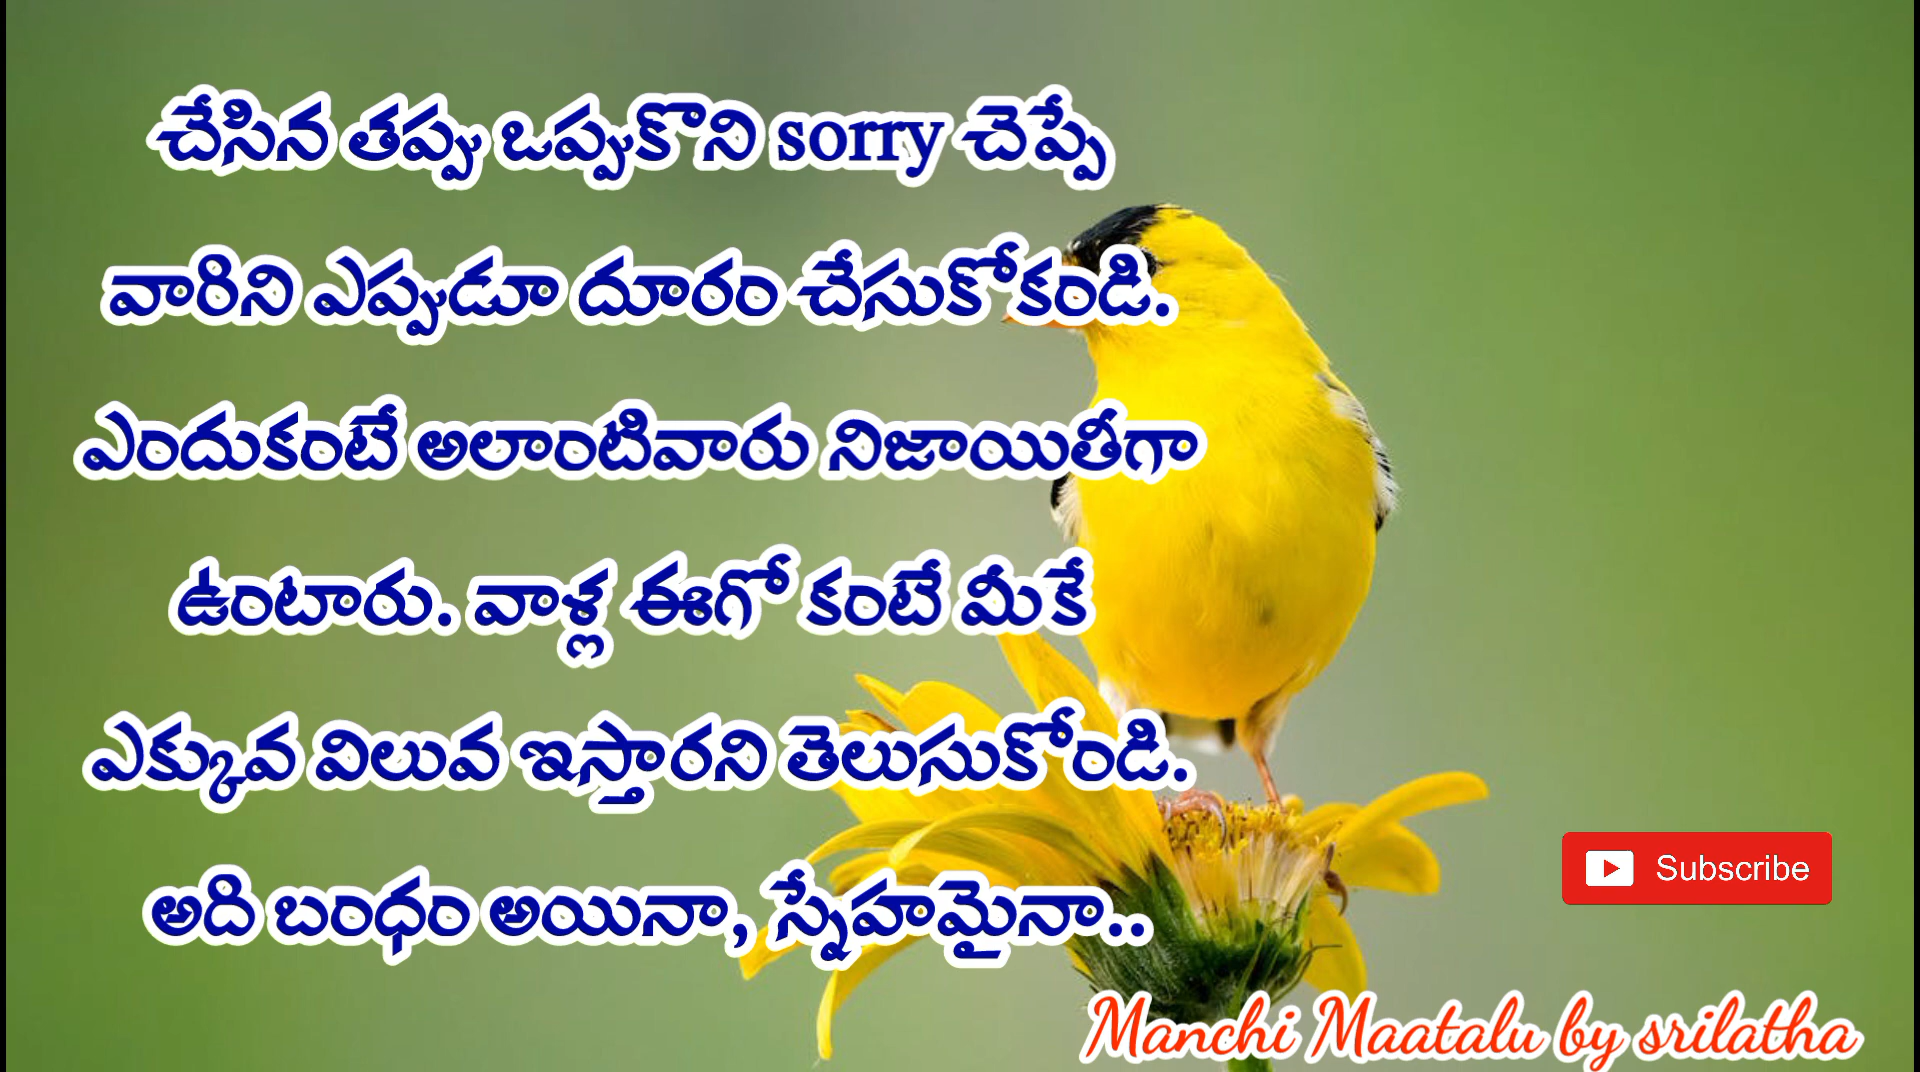 చేసిన తప్పు ఒప్పుకొని sorry చెప్పే
వారిని ఎప్పుడూ దూరం చేసుకోకండి.
ఎందుకంటే అలాంటివారు నిజాయితీగా
ఉంటారు. వాళ్ల ఈగో కంటే మీకే
ఎక్కువ విలువ ఇస్తారని తెలుసుకోండి.
అది బంధం అయినా, స్నేహమైనా..
Subscribe
Manchi Maatalu by srilatha